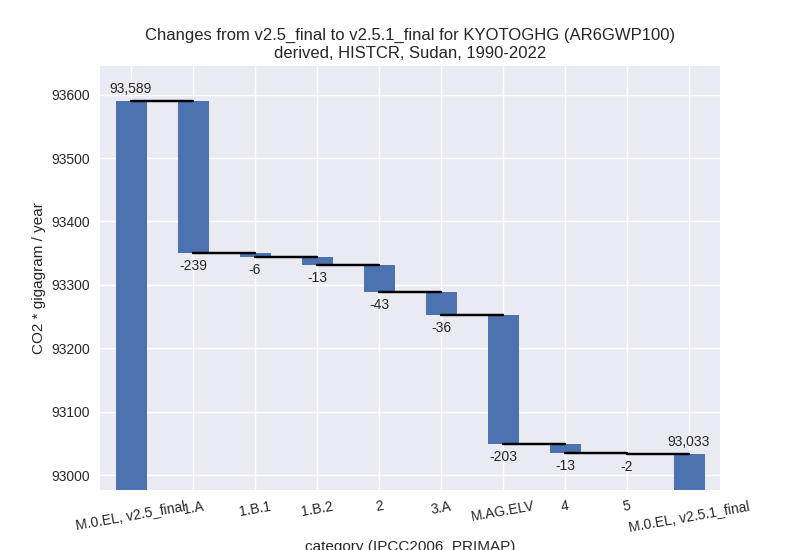 Changes from v2.5_final to v2.5.1_final for KYOTOGHG (AR6GWP100)
derived, HISTCR, Sudan, 1990-2022
CO2 * gigagram / year
93600
93500
93400
93300
93200
93100
93000
93,589
-239
-6
-13
-43
-36
-203
-13
-2
93,033
M.0.EL, v2.5_final
1.A
1.B.1
1.B.2
2
3.A
M.AG.ELV
4
5
M.0.EL, v2.5.1_final
category (IPCC2006_PRIMAP)